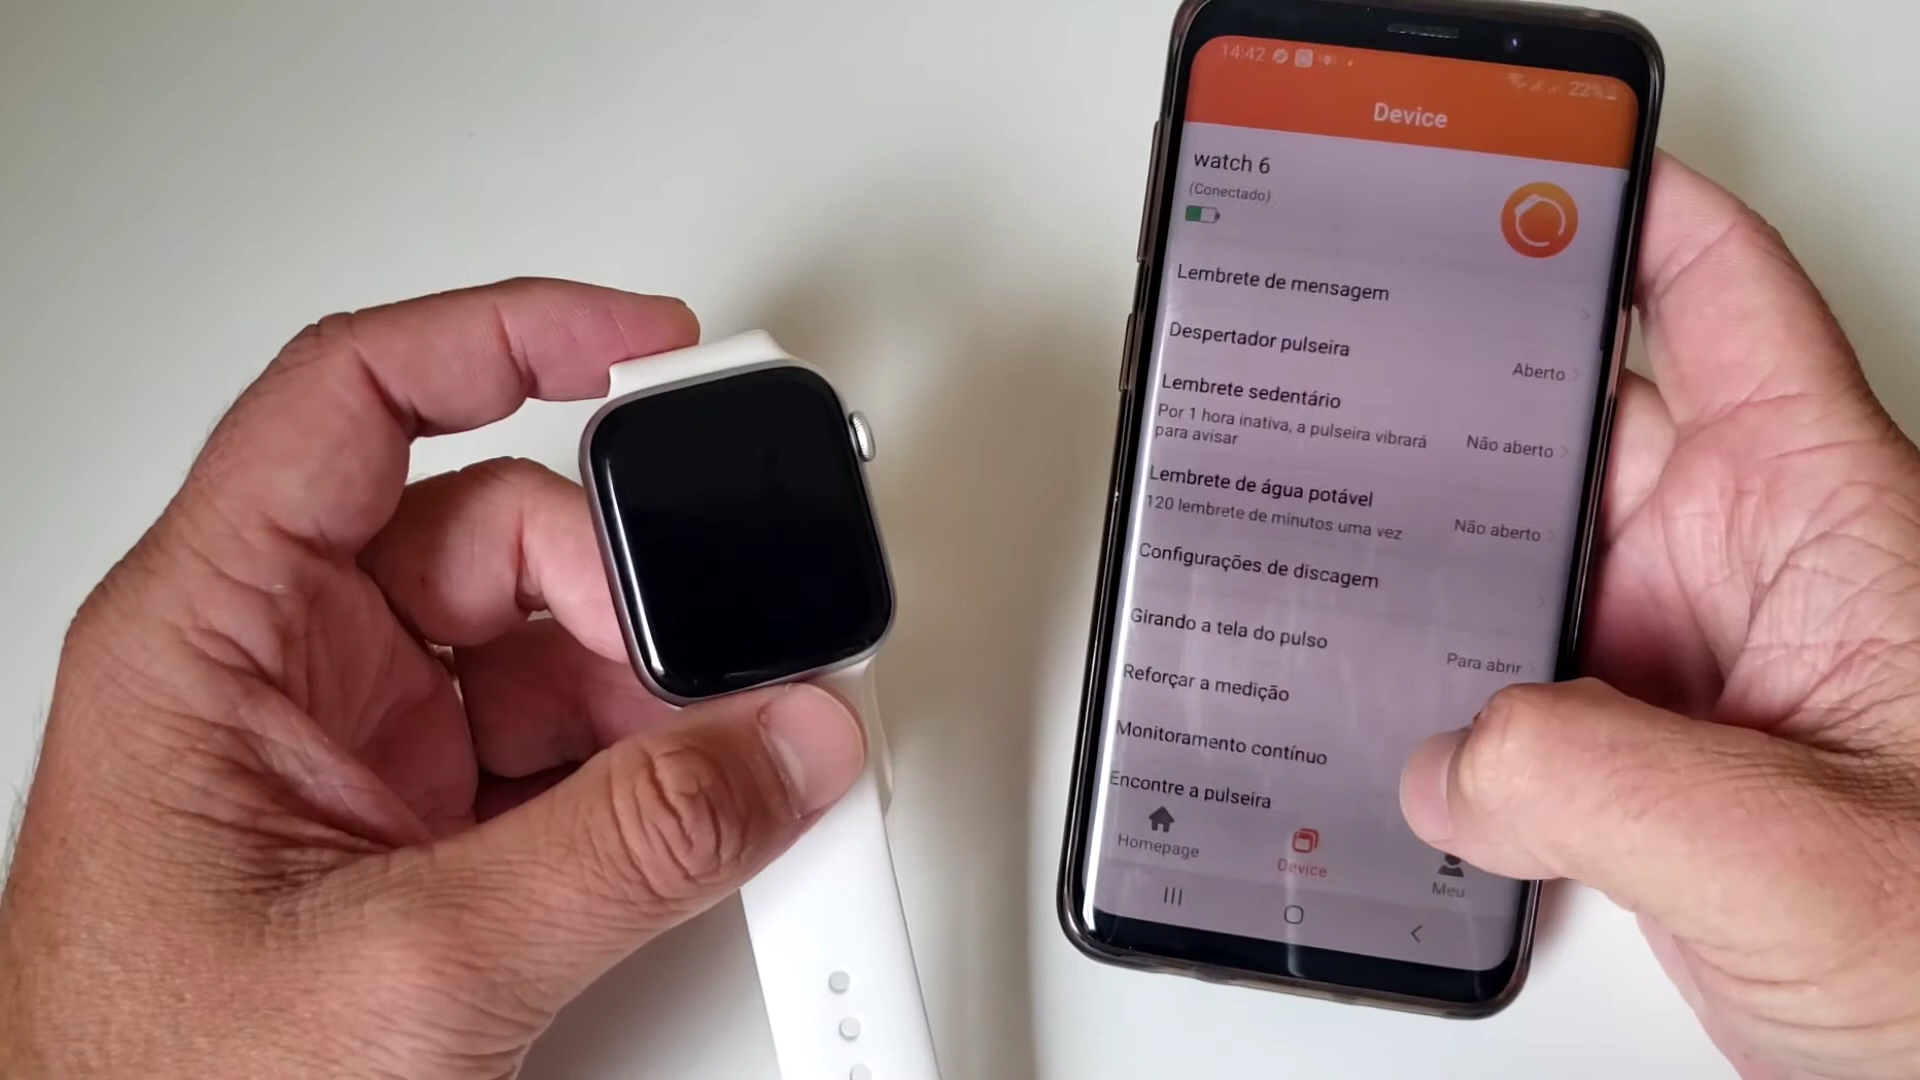 14:42
22%
Device
watch 6
(Conectado)
Lembrete de mensagem
Despertador pulseira
Aberto
Lembrete sedentário
Por 1 hora inativa, a pulseira vibrará
para avisar
Não aberto
Lembrete de água potável
120 lembrete de minutos uma vez
Não aberto
Configurações de discagem
Girando a tela do pulso
Para abrir
Reforçar a medição
Monitoramento contínuo
Encontre a pulseira
Homepage
Device
Meu